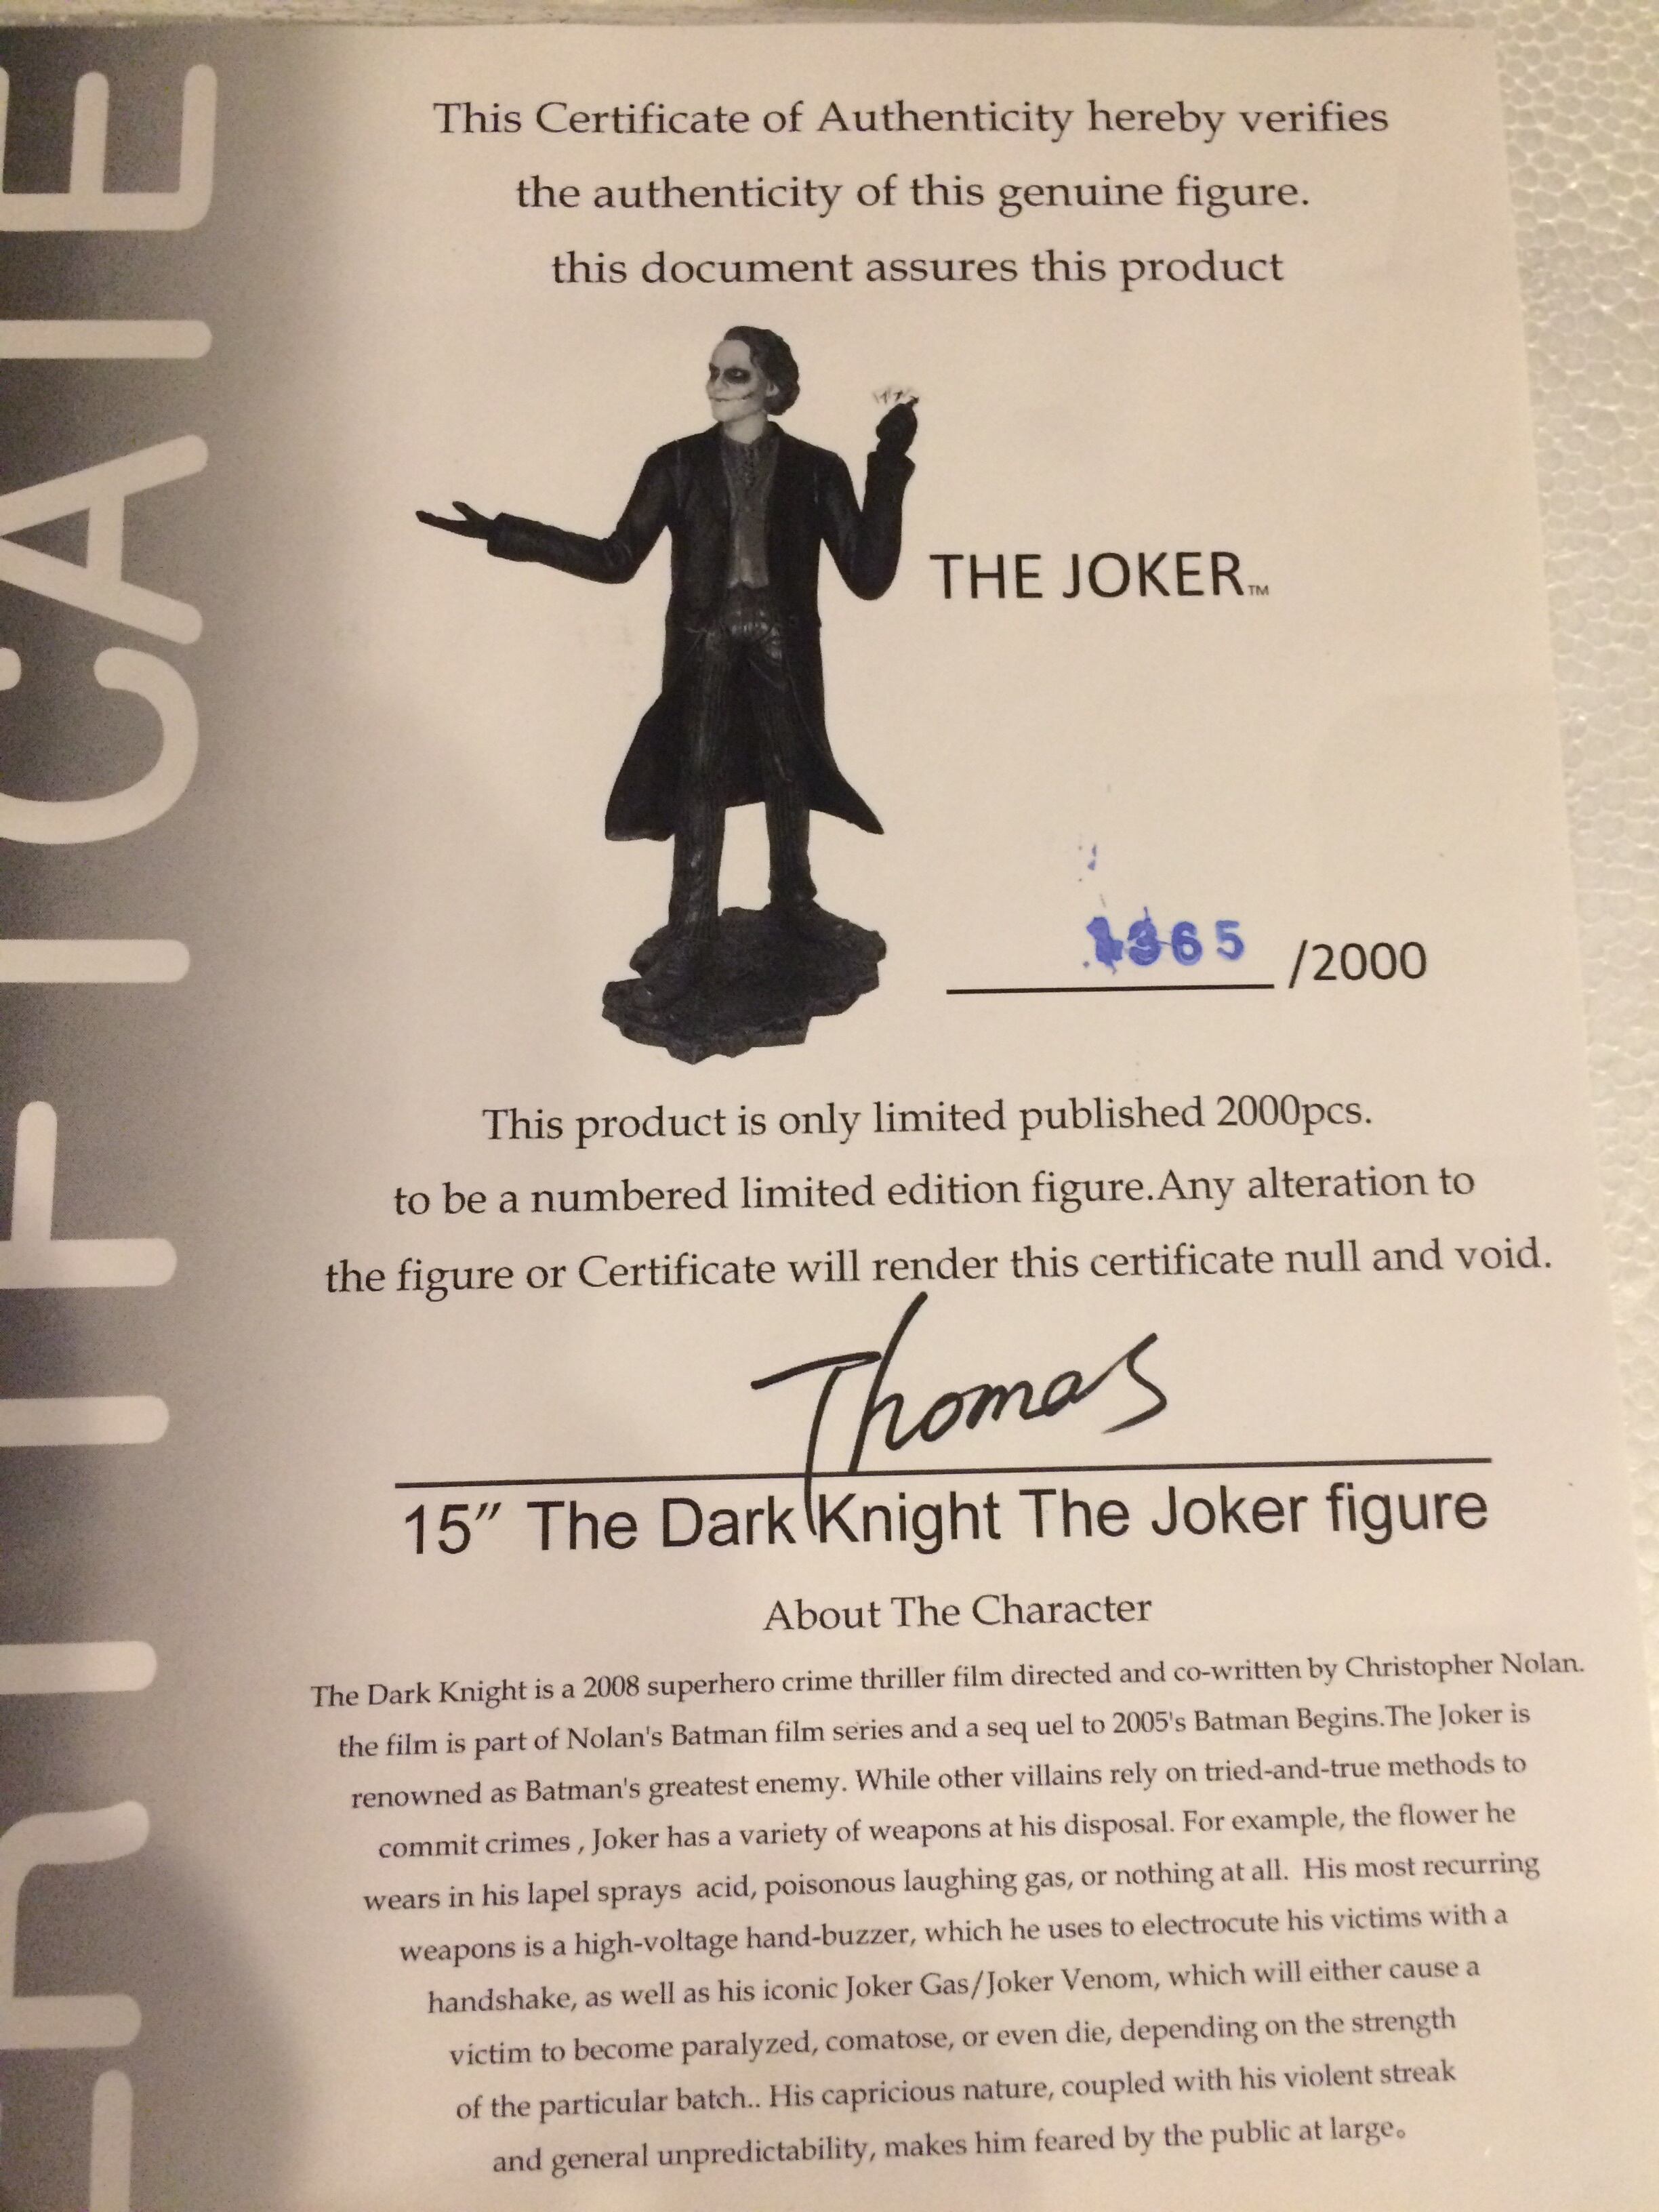 This Certificate of Authenticity hereby verifies
the authenticity of this genuine figure.
this document assures this product
THE JOKER™
1365 /2000
This product is only limited published 2000pcs.
to be a numbered limited edition figure.Any alteration to
the figure or Certificate will render this certificate null and void.
Thomas
15″ The Dark Knight The Joker figure
About The Character
The Dark Knight is a 2008 superhero crime thriller film directed and co-written by Christopher Nolan.
the film is part of Nolan's Batman film series and a seq uel to 2005's Batman Begins.The Joker is
renowned as Batman's greatest enemy. While other villains rely on tried-and-true methods to
commit crimes , Joker has a variety of weapons at his disposal. For example, the flower he
wears in his lapel sprays acid, poisonous laughing gas, or nothing at all. His most recurring
weapons is a high-voltage hand-buzzer, which he uses to electrocute his victims with a
handshake, as well as his iconic Joker Gas/Joker Venom, which will either cause a
victim to become paralyzed, comatose, or even die, depending on the strength
of the particular batch.. His capricious nature, coupled with his violent streak
and general unpredictability, makes him feared by the public at large。
RTIFICATE